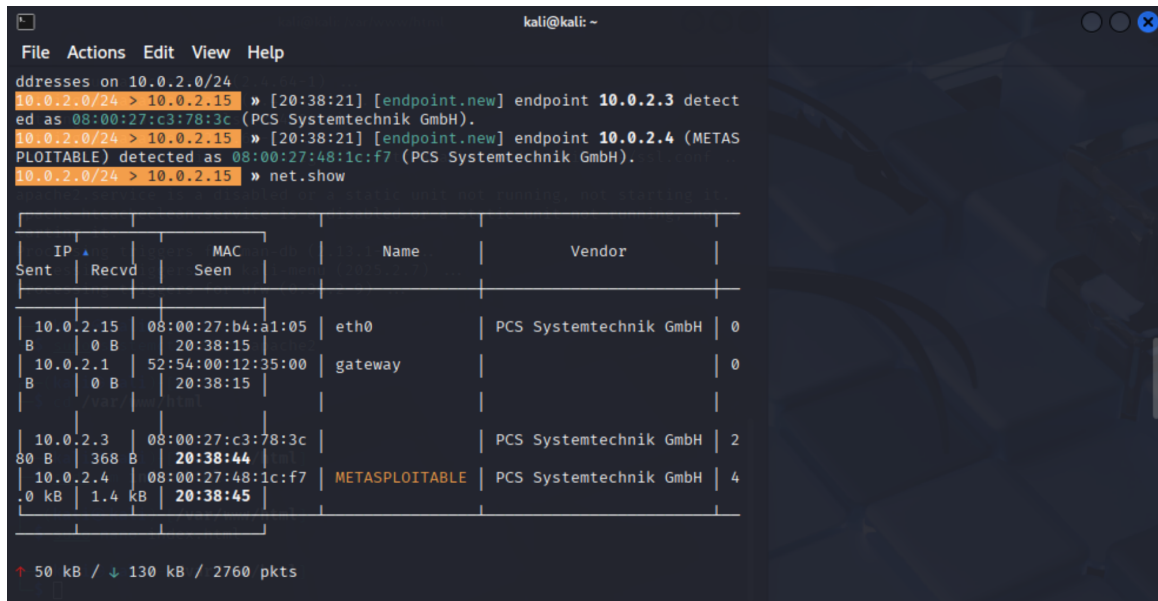 kali@kali: ~
File Actions Edit View Help
ddresses on 10.0.2.0/24
10.0.2.0/24 > 10.0.2.15 » [20:38:21] [endpoint.new] endpoint 10.0.2.3 detect
ed as 08:00:27:c3:78:3c (PCS Systemtechnik GmbH).
10.0.2.0/24 > 10.0.2.15 » [20:38:21] [endpoint.new] endpoint 10.0.2.4 (METAS
PLOITABLE) detected as 08:00:27:48:1c:f7 (PCS Systemtechnik GmbH).
10.0.2.0/24 > 10.0.2.15 » net.show
IP ▴ | MAC | Name | Vendor |
Sent | Recvd | Seen |
| 10.0.2.15 | 08:00:27:b4:a1:05 | eth0 | PCS Systemtechnik GmbH | 0
B | 0 B | 20:38:15 |
| 10.0.2.1 | 52:54:00:12:35:00 | gateway | | 0
B | 0 B | 20:38:15 |
/var/www/html
| 10.0.2.3 | 08:00:27:c3:78:3c | | PCS Systemtechnik GmbH | 2
80 B | 368 B | 20:38:44 |
| 10.0.2.4 | 08:00:27:48:1c:f7 | METASPLOITABLE | PCS Systemtechnik GmbH | 4
.0 kB | 1.4 kB | 20:38:45 |
↑ 50 kB / ↓ 130 kB / 2760 pkts